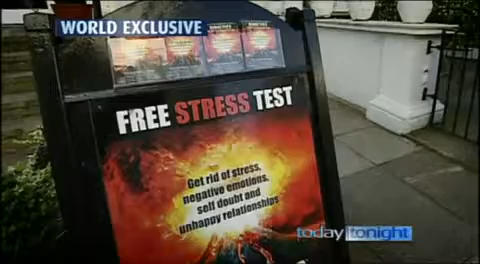 WORLD EXCLUSIVE
FREE STRESS TEST
Get rid of stress,
negative emotions,
self doubt and
unhappy relationships
today tonight